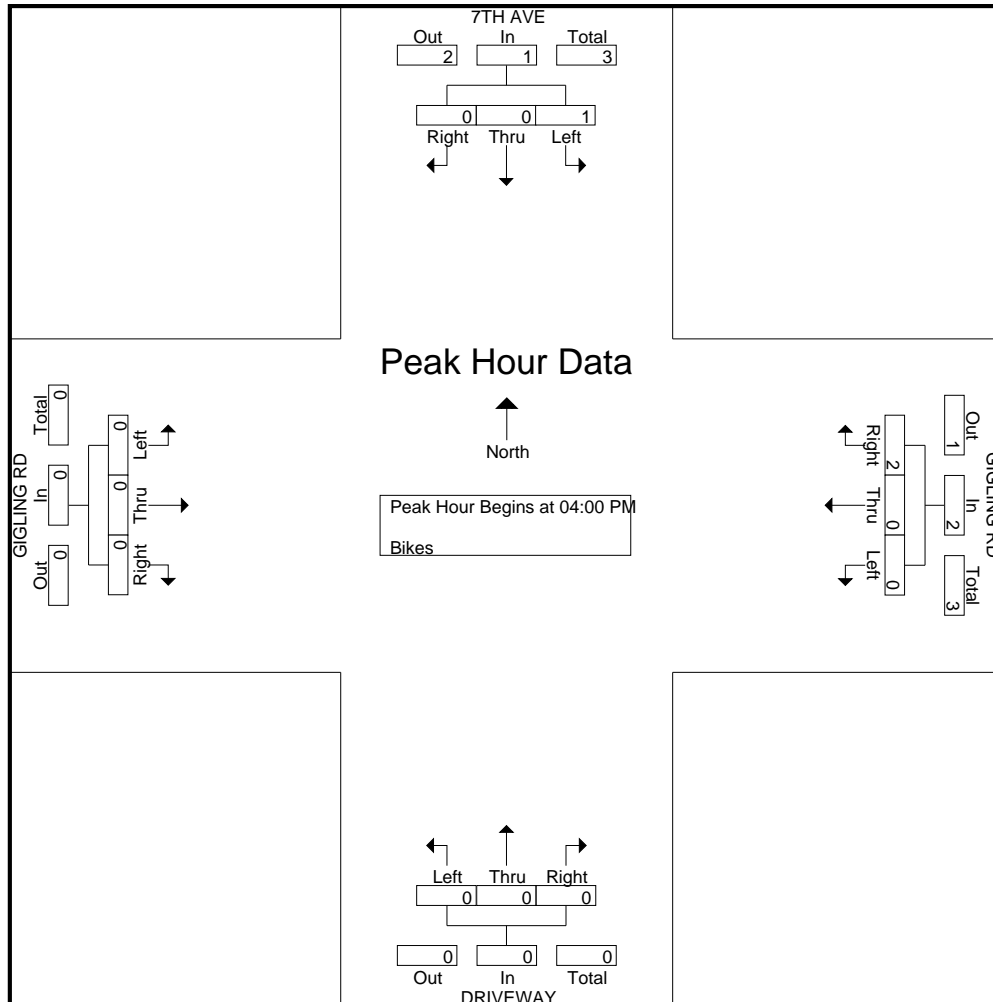 7TH AVE
Out In Total
2 1 3
0 0 1
Right Thru Left
Peak Hour Data
North
Peak Hour Begins at 04:00 PM
Bikes
GIGLING RD
Total In Out
0 0 0
0 0 0
Left Thru Right
GIGLING RD
Out In Total
1 2 3
2 0 0
Right Thru Left
Left Thru Right
0 0 0
0 0 0
Out In Total
DRIVEWAY